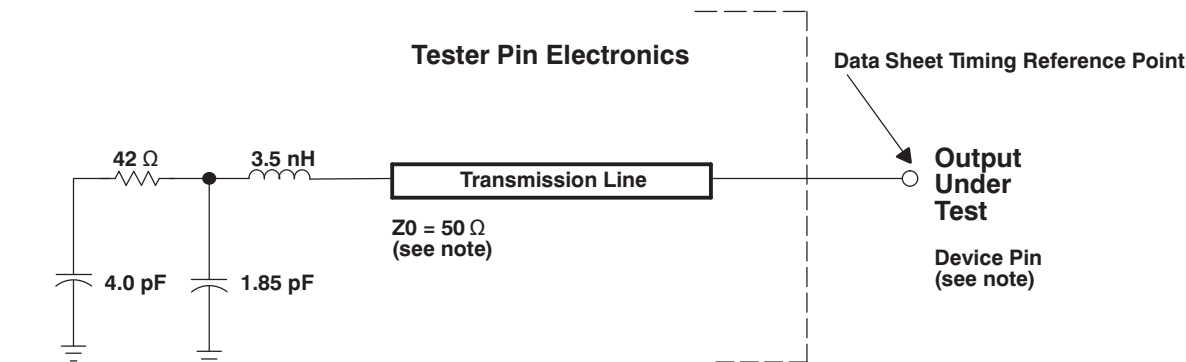 Tester Pin Electronics
Data Sheet Timing Reference Point
42 Ω
3.5 nH
Transmission Line
Output
Under
Test
Z0 = 50 Ω
(see note)
Device Pin
(see note)
4.0 pF
1.85 pF